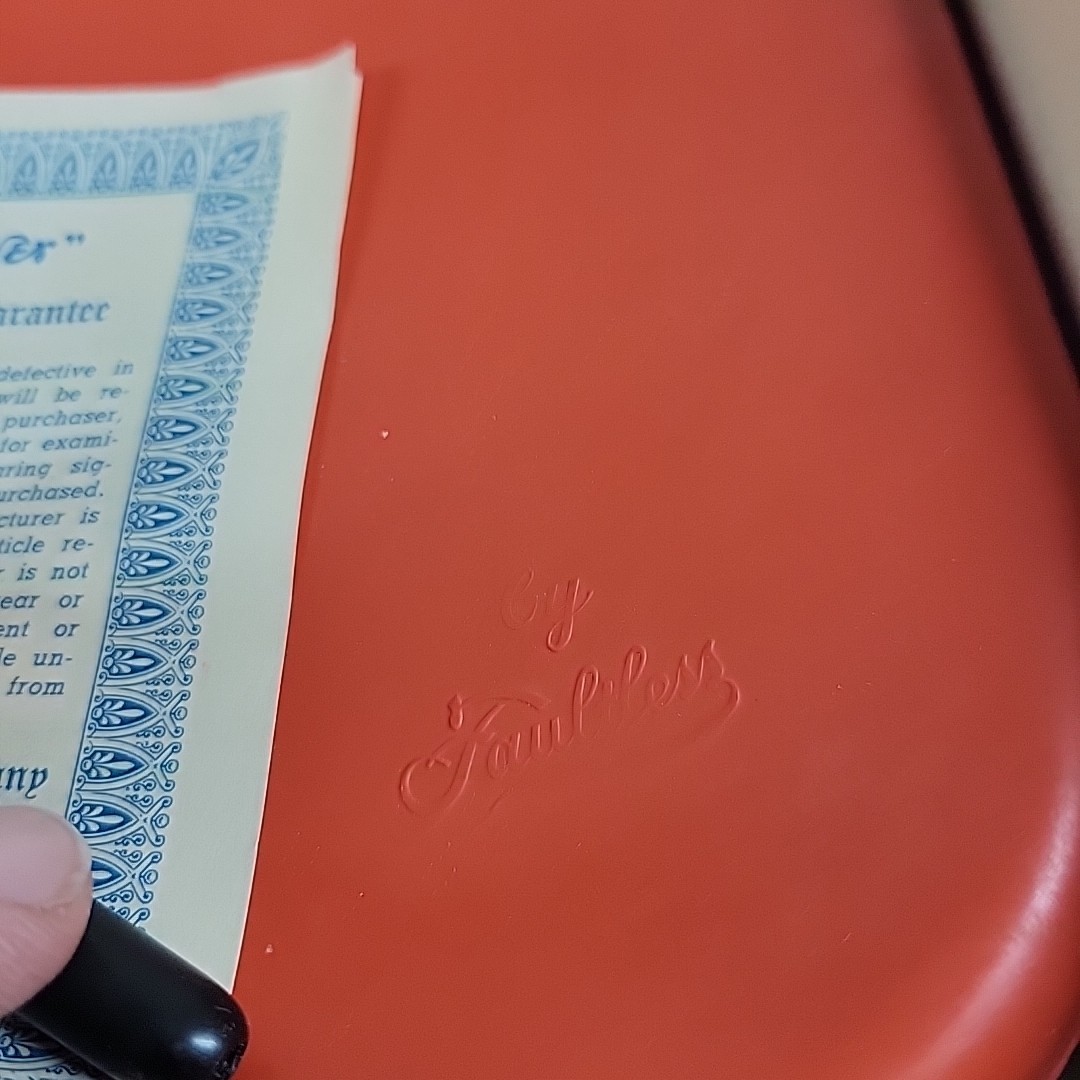 er"
arantee
defective in
will be re-
purchaser,
for exami-
aring sig-
urchased.
cturer is
ticle re-
r is not
ear or
ent or
le un-
from
any
by
Faultless